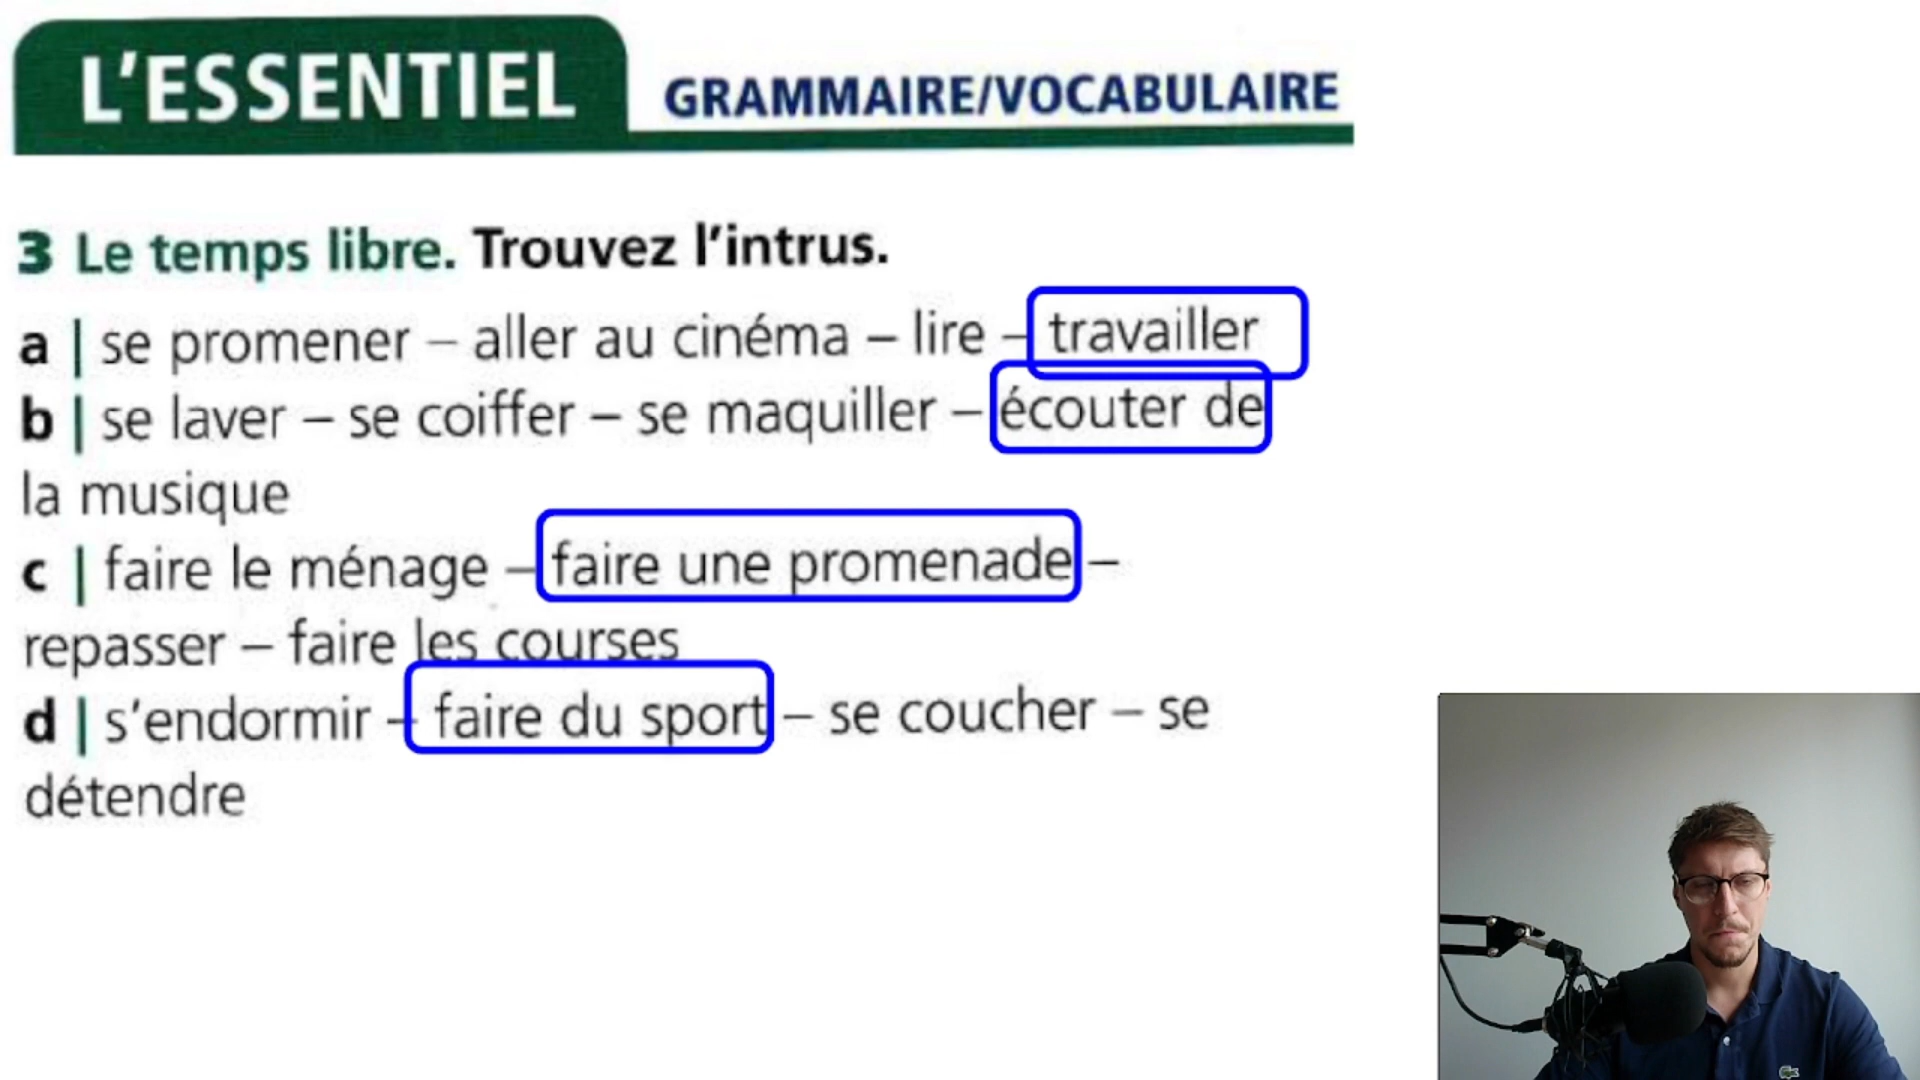 L'ESSENTIEL GRAMMAIRE/VOCABULAIRE
3 Le temps libre. Trouvez l'intrus.
a | se promener – aller au cinéma – lire – travailler
b | se laver – se coiffer – se maquiller – écouter de
la musique
c | faire le ménage – faire une promenade –
repasser – faire les courses
d | s'endormir – faire du sport – se coucher – se
détendre